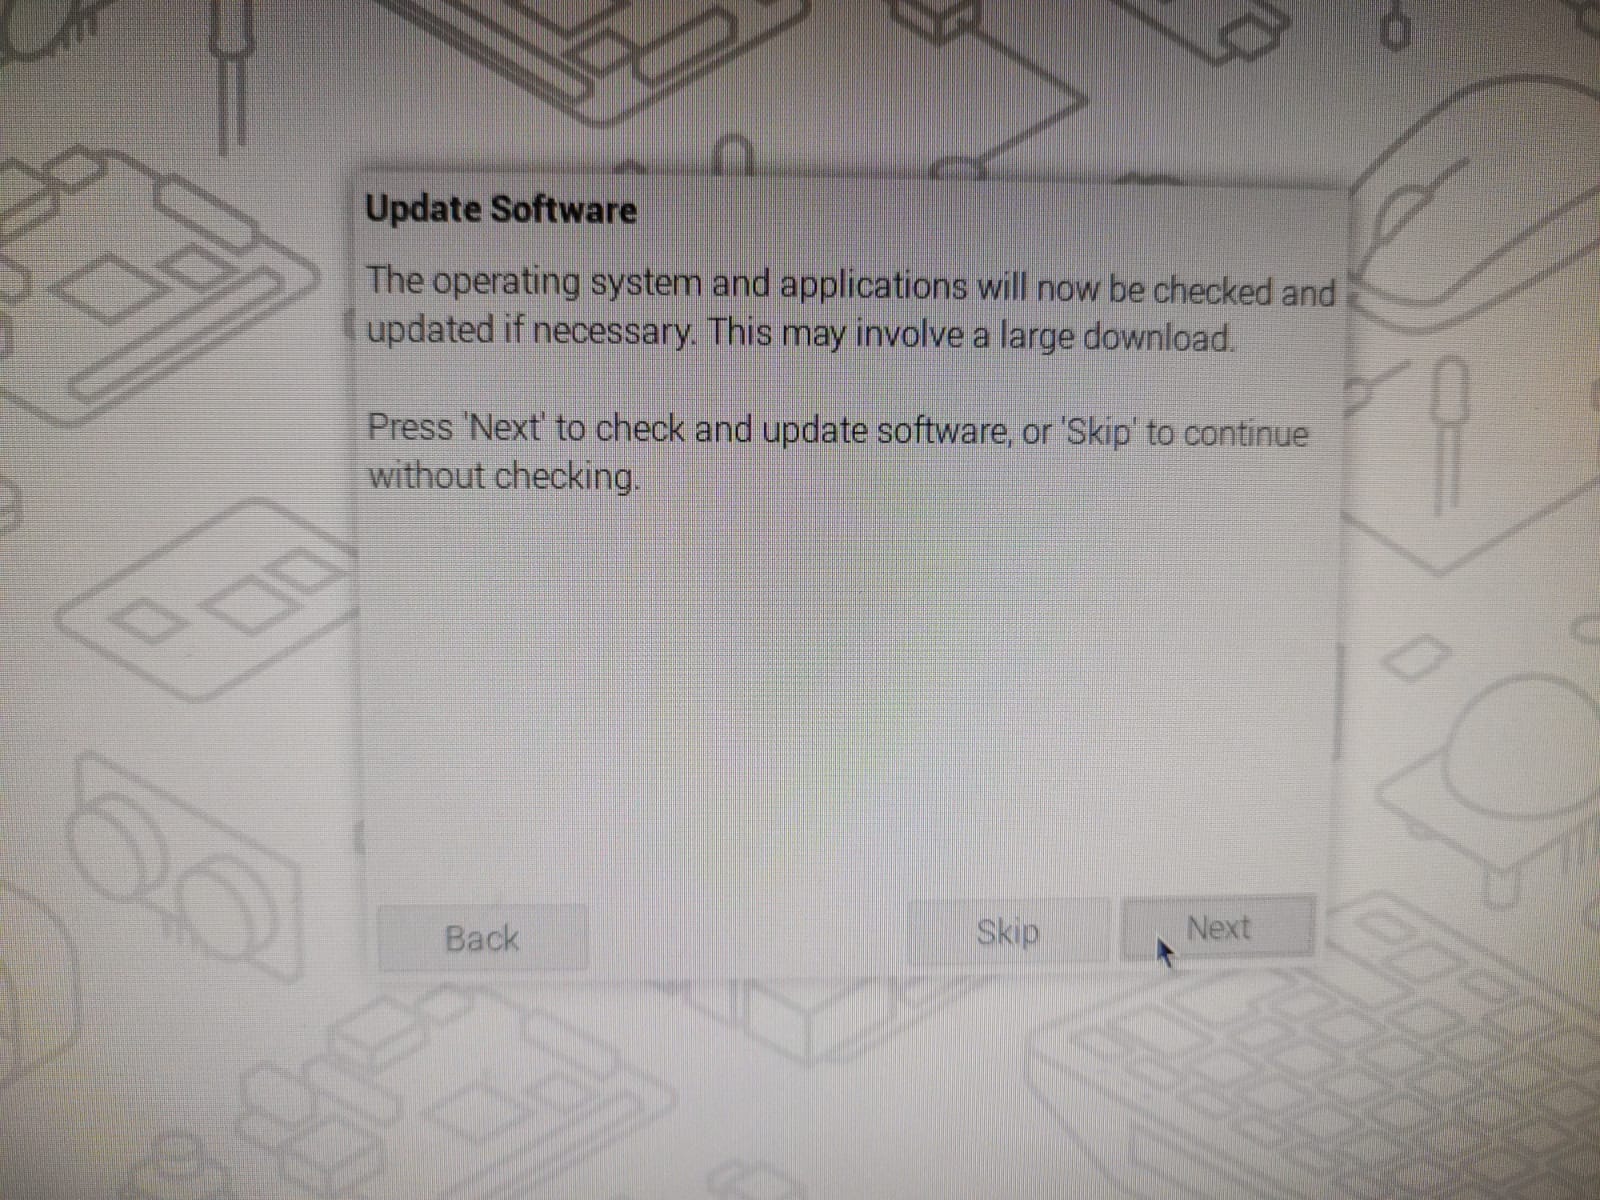 Update Software
The operating system and applications will now be checked and
updated if necessary. This may involve a large download.
Press 'Next' to check and update software, or 'Skip' to continue
without checking.
Back
Skip
Next